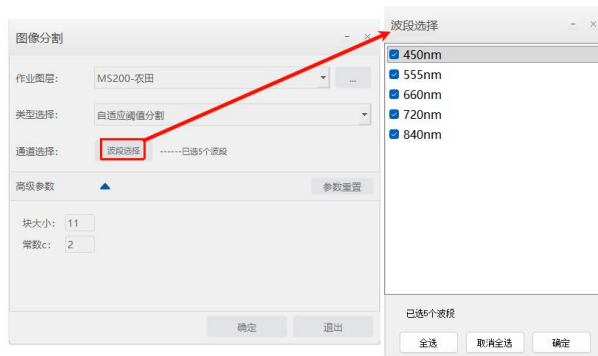 图像分割
作业图层: MS200-农田 ...
类型选择: 自适应阈值分割
通道选择: 波段选择 ------已选5个波段
高级参数 参数重置
块大小: 11
常数c: 2
确定 退出
波段选择
450nm
555nm
660nm
720nm
840nm
已选5个波段
全选 取消全选 确定